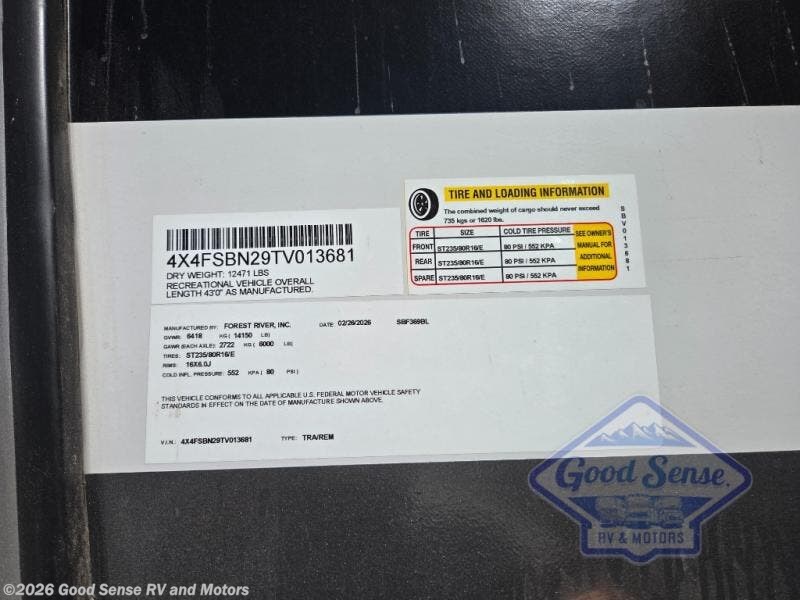 4X4FSBN29TV013681
DRY WEIGHT: 12471 LBS
RECREATIONAL VEHICLE OVERALL
LENGTH 43'0" AS MANUFACTURED.
TIRE AND LOADING INFORMATION
The combined weight of cargo should never exceed
735 kgs or 1620 lbs.
TIRE SIZE COLD TIRE PRESSURE
FRONT ST235/80R16/E 80 PSI / 552 KPA
REAR ST235/80R16/E 80 PSI / 552 KPA
SPARE ST235/80R16/E 80 PSI / 552 KPA
SEE OWNER'S
MANUAL FOR
ADDITIONAL
INFORMATION
SBV013681
MANUFACTURED BY: FOREST RIVER, INC. DATE 02/26/2026 SBF369BL
GVWR: 6418 KG ( 14150 LB)
GAWR (EACH AXLE): 2722 KG ( 6000 LB)
TIRES: ST235/80R16/E
RIMS: 16X6.0J
COLD INFL. PRESSURE: 552 KPA ( 80 PSI )
THIS VEHICLE CONFORMS TO ALL APPLICABLE U.S. FEDERAL MOTOR VEHICLE SAFETY
STANDARDS IN EFFECT ON THE DATE OF MANUFACTURE SHOWN ABOVE.
V.I.N.: 4X4FSBN29TV013681 TYPE: TRA/REM
Good Sense
RV & MOTORS
©2026 Good Sense RV and Motors